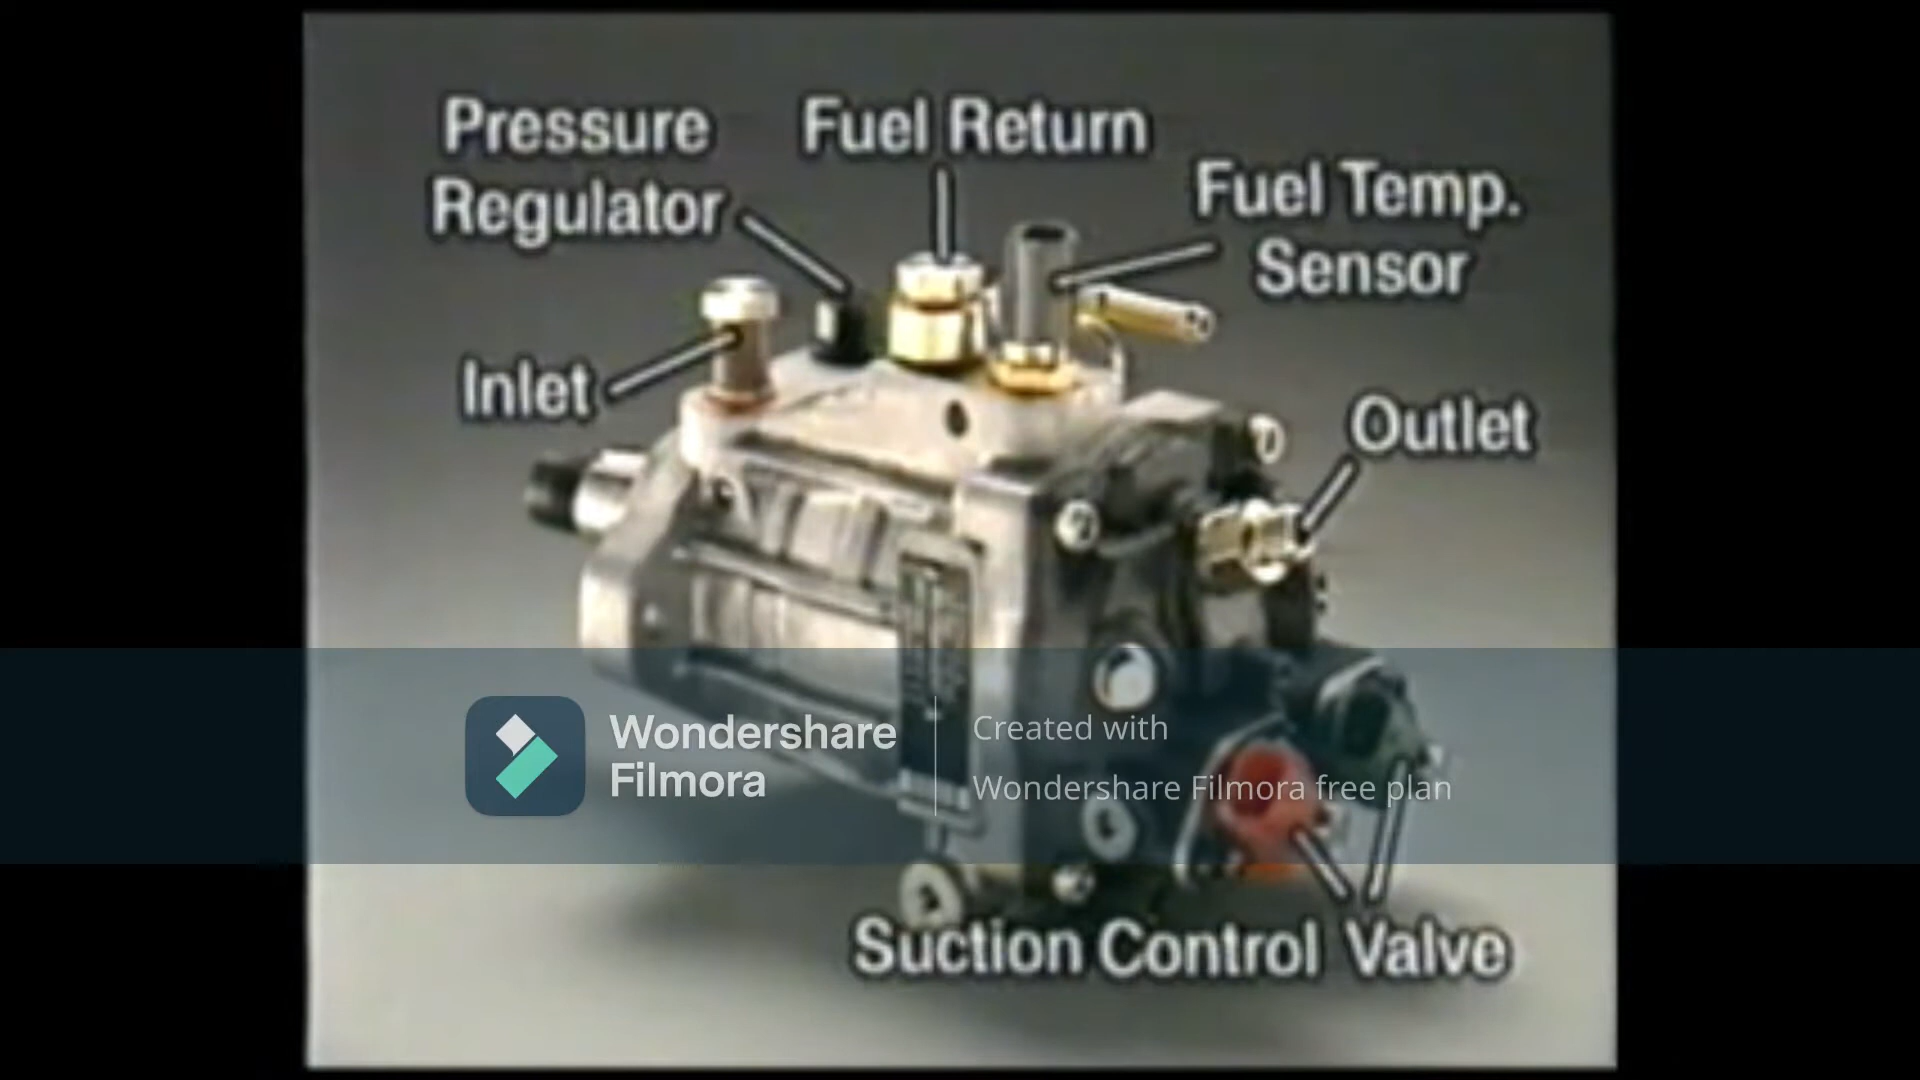 Pressure
Regulator
Fuel Return
Fuel Temp.
Sensor
Inlet
Outlet
Wondershare
Filmora
Created with
Wondershare Filmora free plan
Suction Control Valve